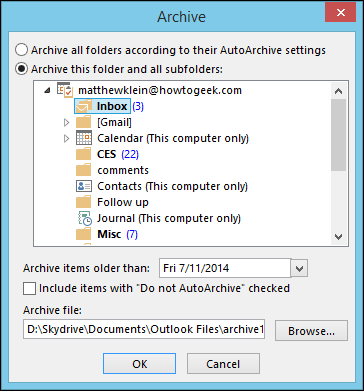 Archive
Archive all folders according to their AutoArchive settings
Archive this folder and all subfolders:
matthewklein@howtogeek.com
Inbox (3)
[Gmail]
Calendar (This computer only)
CES (22)
comments
Contacts (This computer only)
Follow up
Journal (This computer only)
Misc (7)
Archive items older than: Fri 7/11/2014
Include items with "Do not AutoArchive" checked
Archive file:
D:\Skydrive\Documents\Outlook Files\archive1 Browse...
OK Cancel